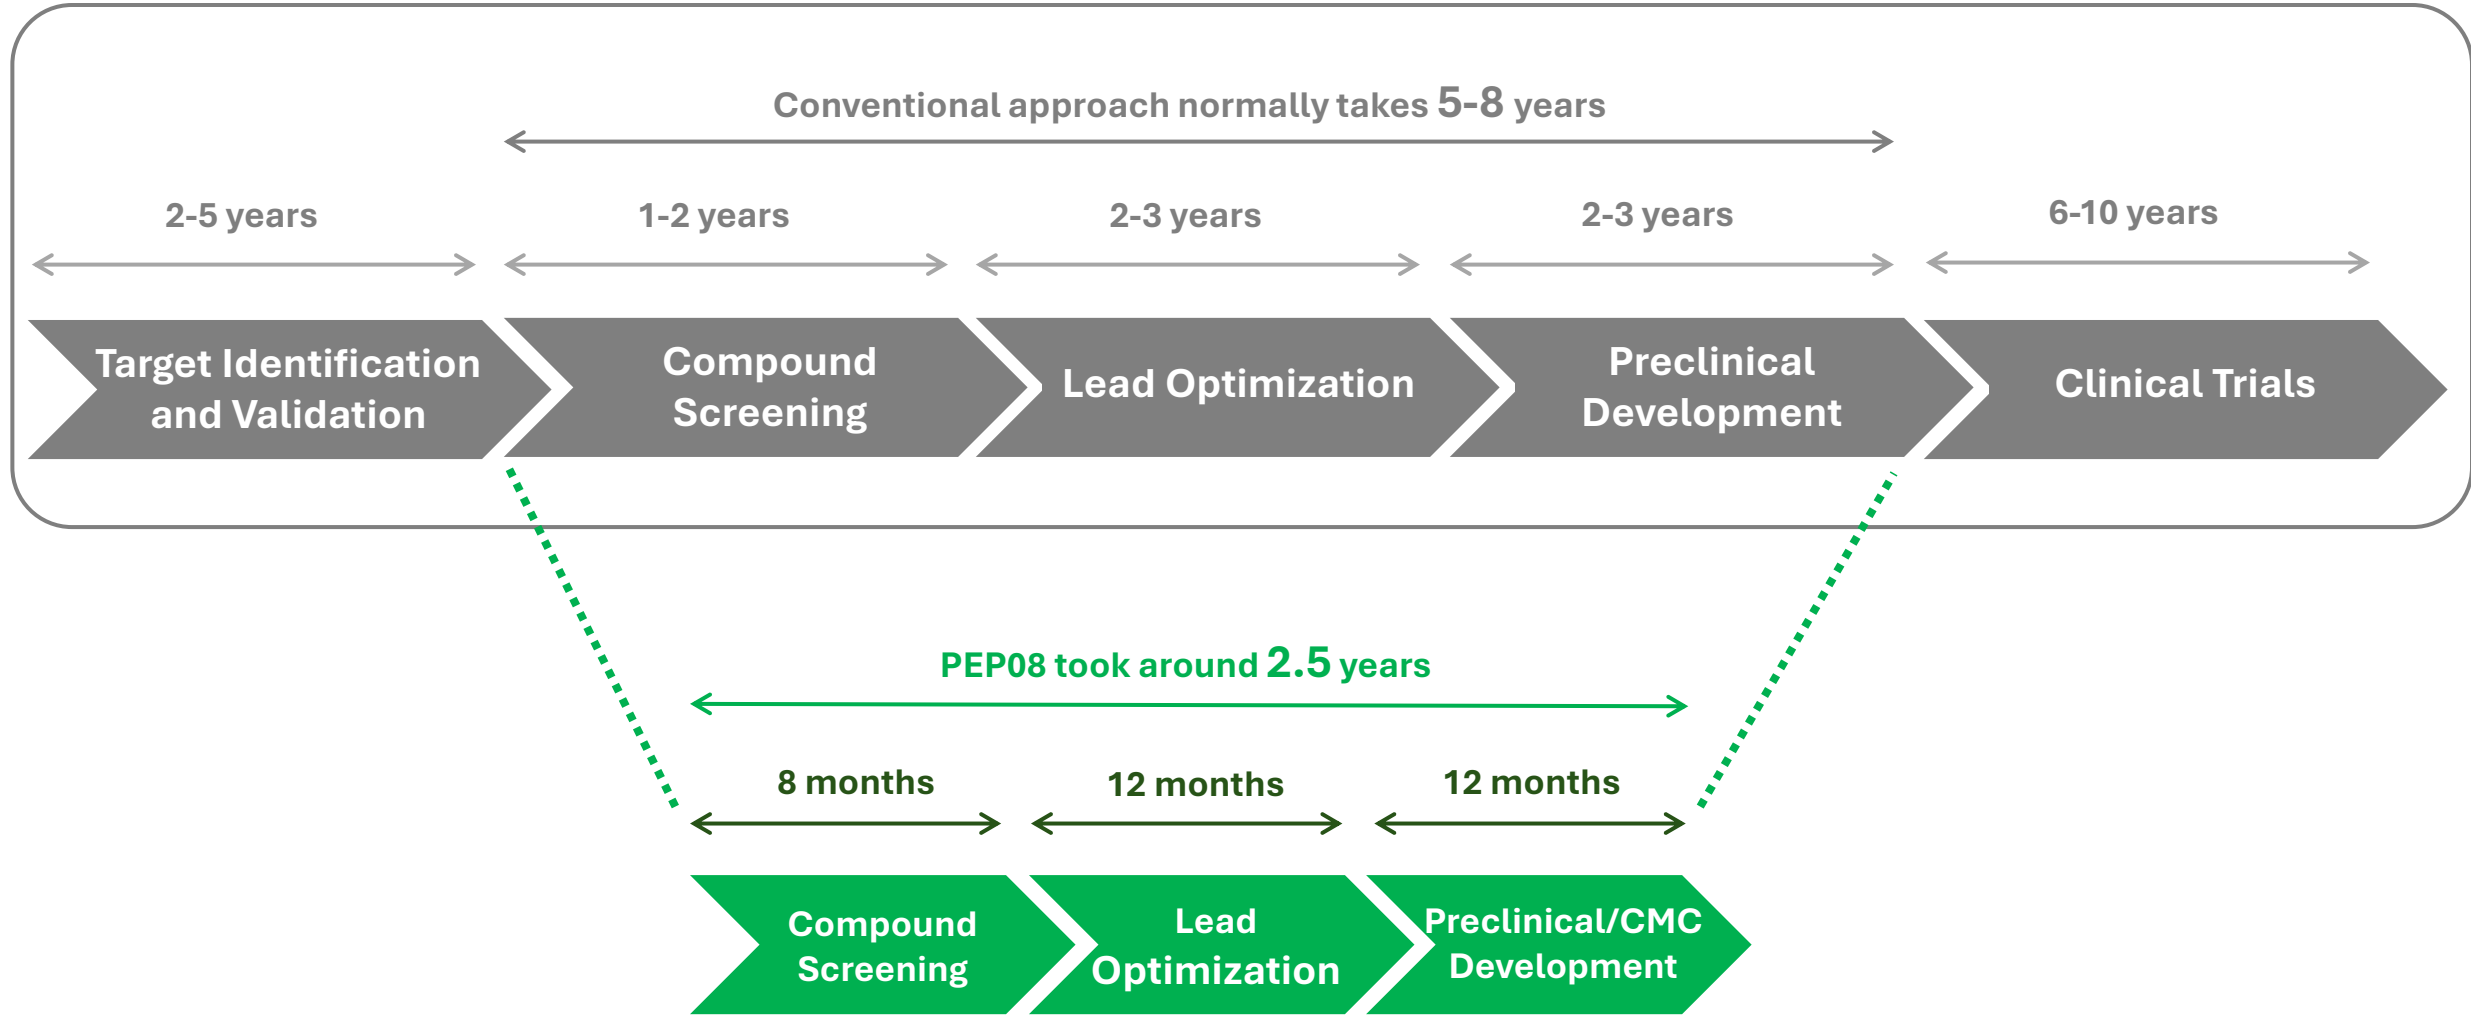 Conventional approach normally takes 5-8 years
2-5 years
1-2 years
2-3 years
2-3 years
6-10 years
Target Identification
and Validation
Compound
Screening
Lead Optimization
Preclinical
Development
Clinical Trials
PEP08 took around 2.5 years
8 months
12 months
12 months
Compound
Screening
Lead
Optimization
Preclinical/CMC
Development